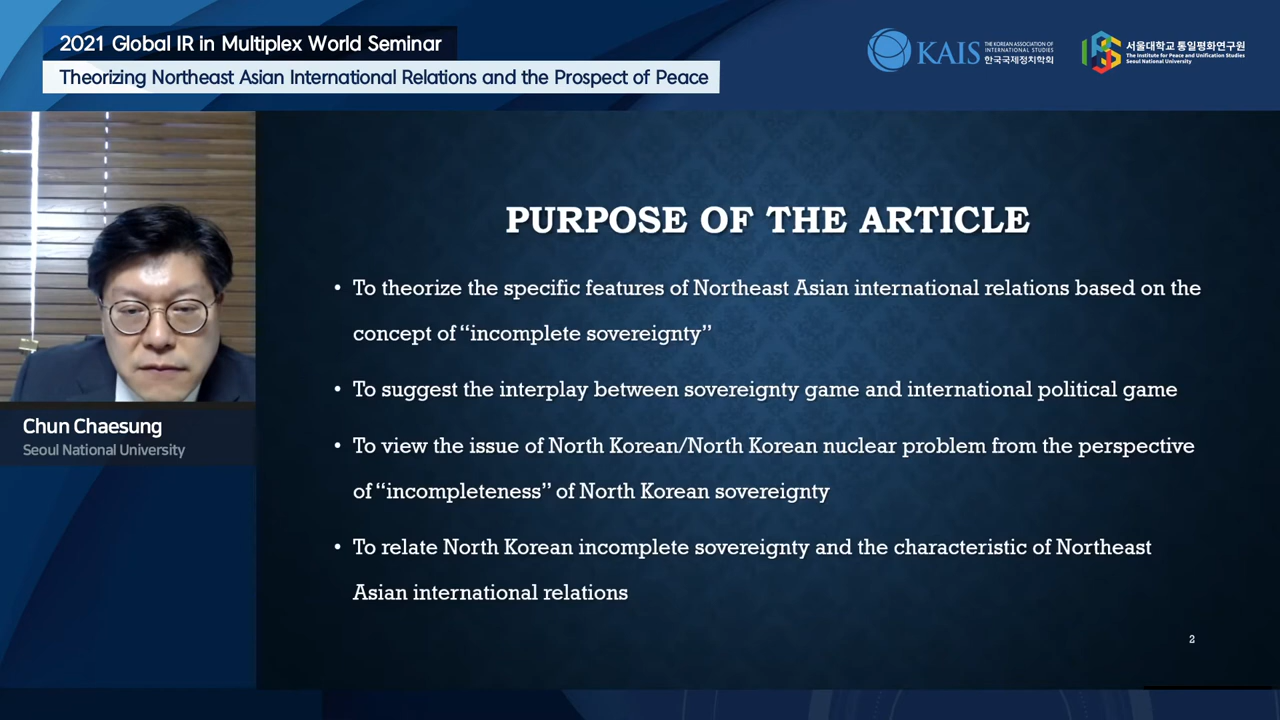 2021 Global IR in Multiplex World Seminar
Theorizing Northeast Asian International Relations and the Prospect of Peace
KAIS
THE KOREAN ASSOCIATION OF
INTERNATIONAL STUDIES
한국국제정치학회
서울대학교 통일평화연구원
The Institute for Peace and Unification Studies
Seoul National University
PURPOSE OF THE ARTICLE
• To theorize the specific features of Northeast Asian international relations based on the
concept of “incomplete sovereignty”
• To suggest the interplay between sovereignty game and international political game
• To view the issue of North Korean/North Korean nuclear problem from the perspective
of “incompleteness” of North Korean sovereignty
• To relate North Korean incomplete sovereignty and the characteristic of Northeast
Asian international relations
2
Chun Chaesung
Seoul National University